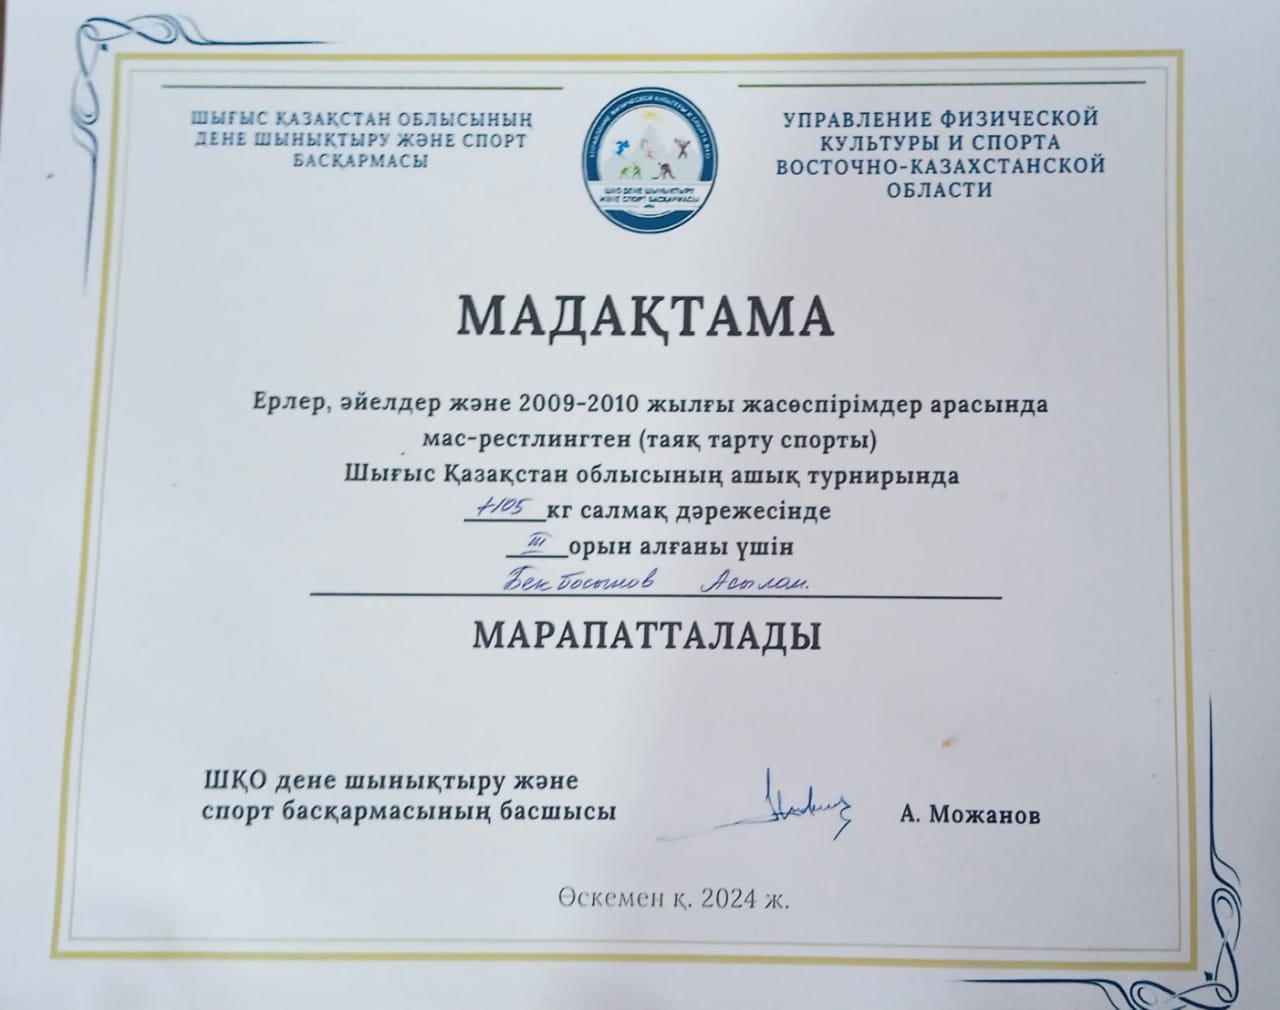 ШЫҒЫС ҚАЗАҚСТАН ОБЛЫСЫНЫҢ
ДЕНЕ ШЫНЫҚТЫРУ ЖӘНЕ СПОРТ
БАСҚАРМАСЫ
ШҚО ДЕНЕ ШЫНЫҚТЫРУ
ЖӘНЕ СПОРТ БАСҚАРМАСЫ
УПРАВЛЕНИЕ ФИЗИЧЕСКОЙ
КУЛЬТУРЫ И СПОРТА
ВОСТОЧНО-КАЗАХСТАНСКОЙ
ОБЛАСТИ
МАДАҚТАМА
Ерлер, әйелдер және 2009-2010 жылғы жасөспірімдер арасында
мас-рестлингтен (таяқ тарту спорты)
Шығыс Қазақстан облысының ашық турнирында
+105 кг салмақ дәрежесінде
III орын алғаны үшін
Бекбосынов Асылан.
МАРАПАТТАЛАДЫ
ШҚО дене шынықтыру және
спорт басқармасының басшысы
А. Можанов
Өскемен қ. 2024 ж.